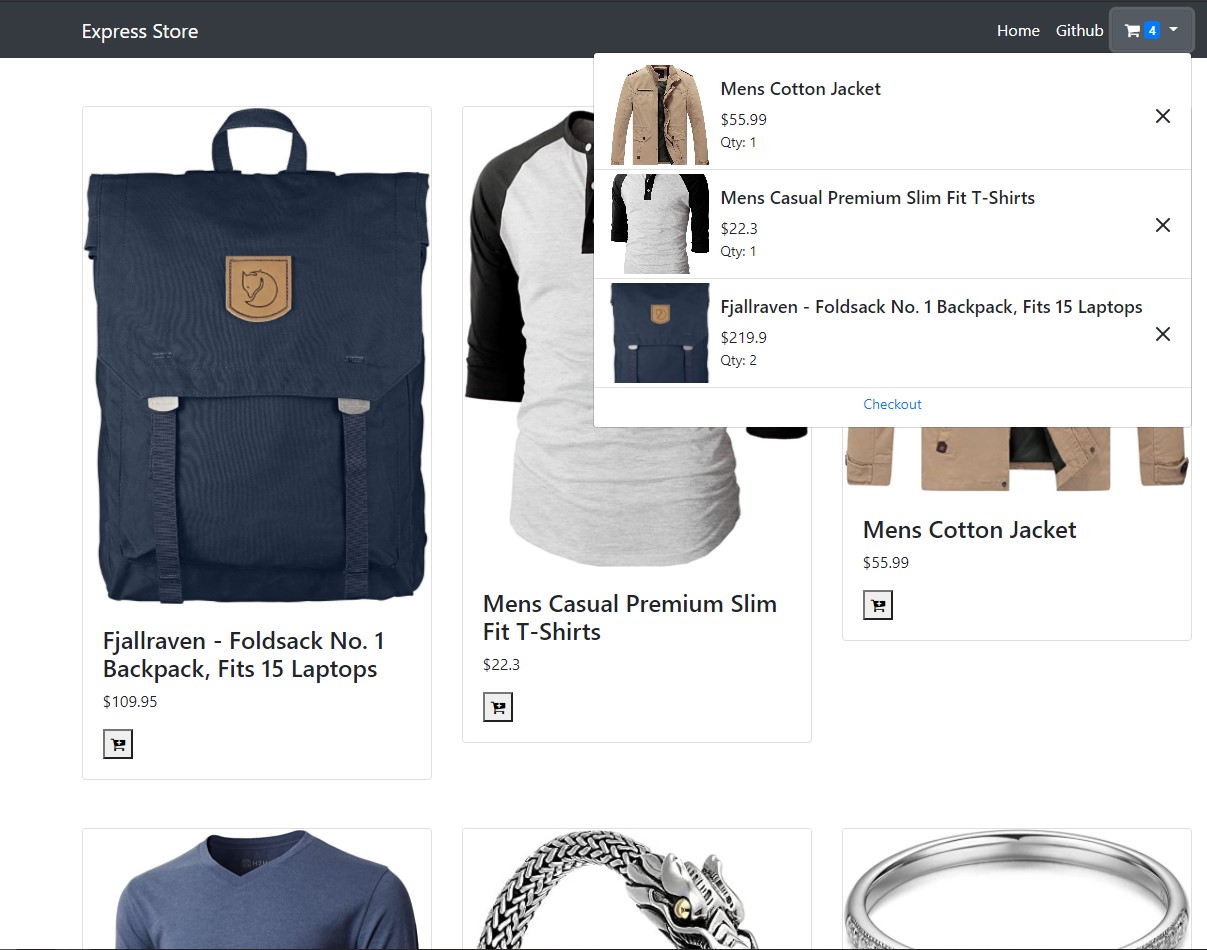 Express Store
Home
Github
4
Mens Cotton Jacket
$55.99
Qty: 1
Mens Casual Premium Slim Fit T-Shirts
$22.3
Qty: 1
Fjallraven - Foldsack No. 1 Backpack, Fits 15 Laptops
$219.9
Qty: 2
Checkout
Fjallraven - Foldsack No. 1
Backpack, Fits 15 Laptops
$109.95
Mens Casual Premium Slim
Fit T-Shirts
$22.3
Mens Cotton Jacket
$55.99